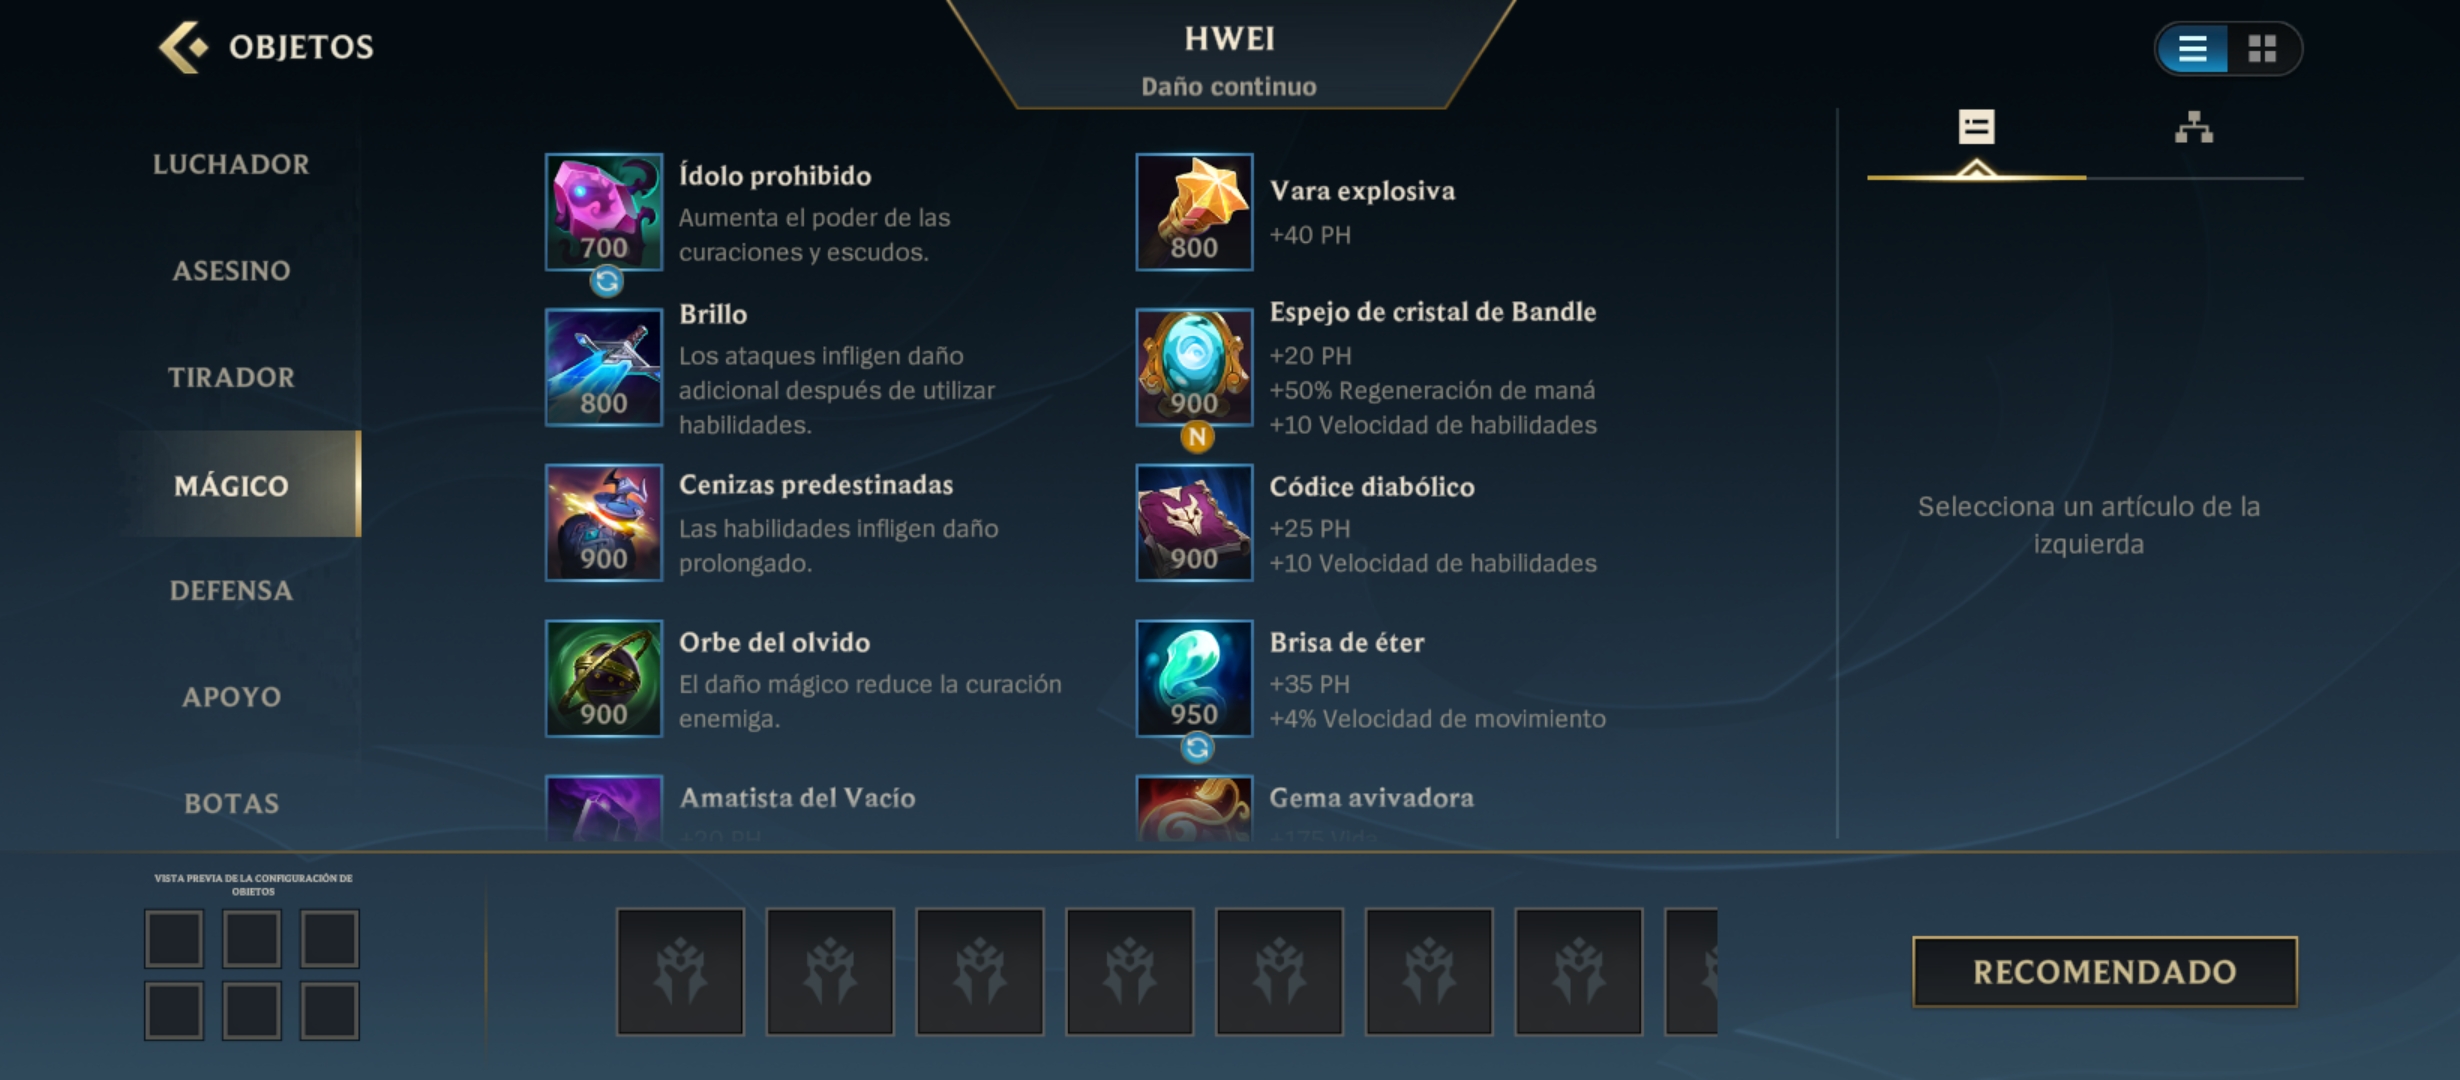 OBJETOS
HWEI
Daño continuo
LUCHADOR
ASESINO
TIRADOR
MÁGICO
DEFENSA
APOYO
BOTAS
700
Ídolo prohibido
Aumenta el poder de las
curaciones y escudos.
800
Vara explosiva
+40 PH
800
Brillo
Los ataques infligen daño
adicional después de utilizar
habilidades.
900
N
Espejo de cristal de Bandle
+20 PH
+50% Regeneración de maná
+10 Velocidad de habilidades
900
Cenizas predestinadas
Las habilidades infligen daño
prolongado.
900
Códice diabólico
+25 PH
+10 Velocidad de habilidades
900
Orbe del olvido
El daño mágico reduce la curación
enemiga.
950
Brisa de éter
+35 PH
+4% Velocidad de movimiento
Amatista del Vacío
+20 PH
Gema avivadora
+175 Vida
Selecciona un artículo de la
izquierda
VISTA PREVIA DE LA CONFIGURACIÓN DE
OBJETOS
RECOMENDADO